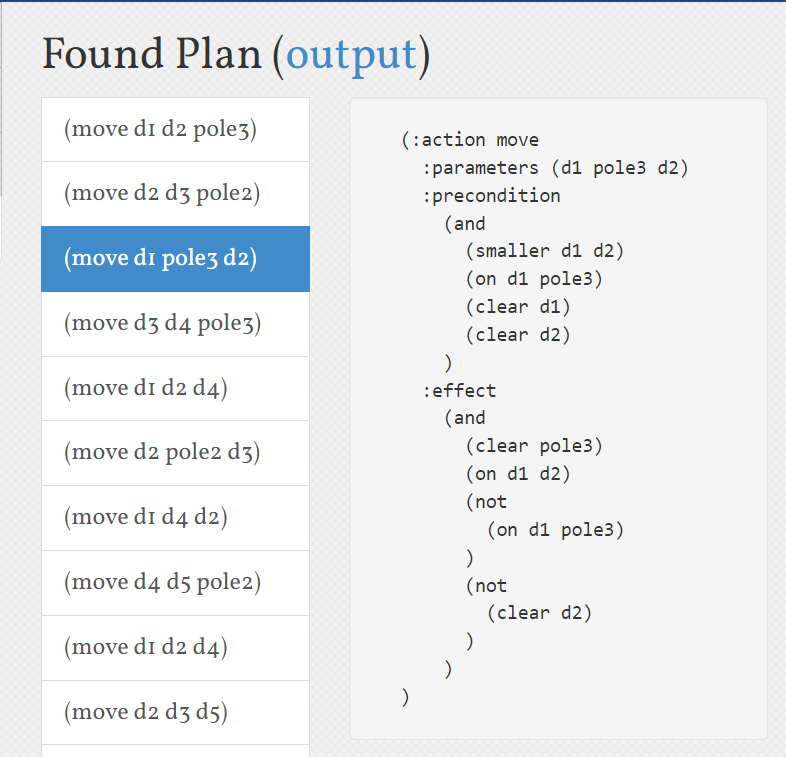 Found Plan (output)
(move d1 d2 pole3)
(move d2 d3 pole2)
(move d1 pole3 d2)
(move d3 d4 pole3)
(move d1 d2 d4)
(move d2 pole2 d3)
(move d1 d4 d2)
(move d4 d5 pole2)
(move d1 d2 d4)
(move d2 d3 d5)
(:action move
:parameters (d1 pole3 d2)
:precondition
(and
(smaller d1 d2)
(on d1 pole3)
(clear d1)
(clear d2)
)
:effect
(and
(clear pole3)
(on d1 d2)
(not
(on d1 pole3)
)
(not
(clear d2)
)
)
)